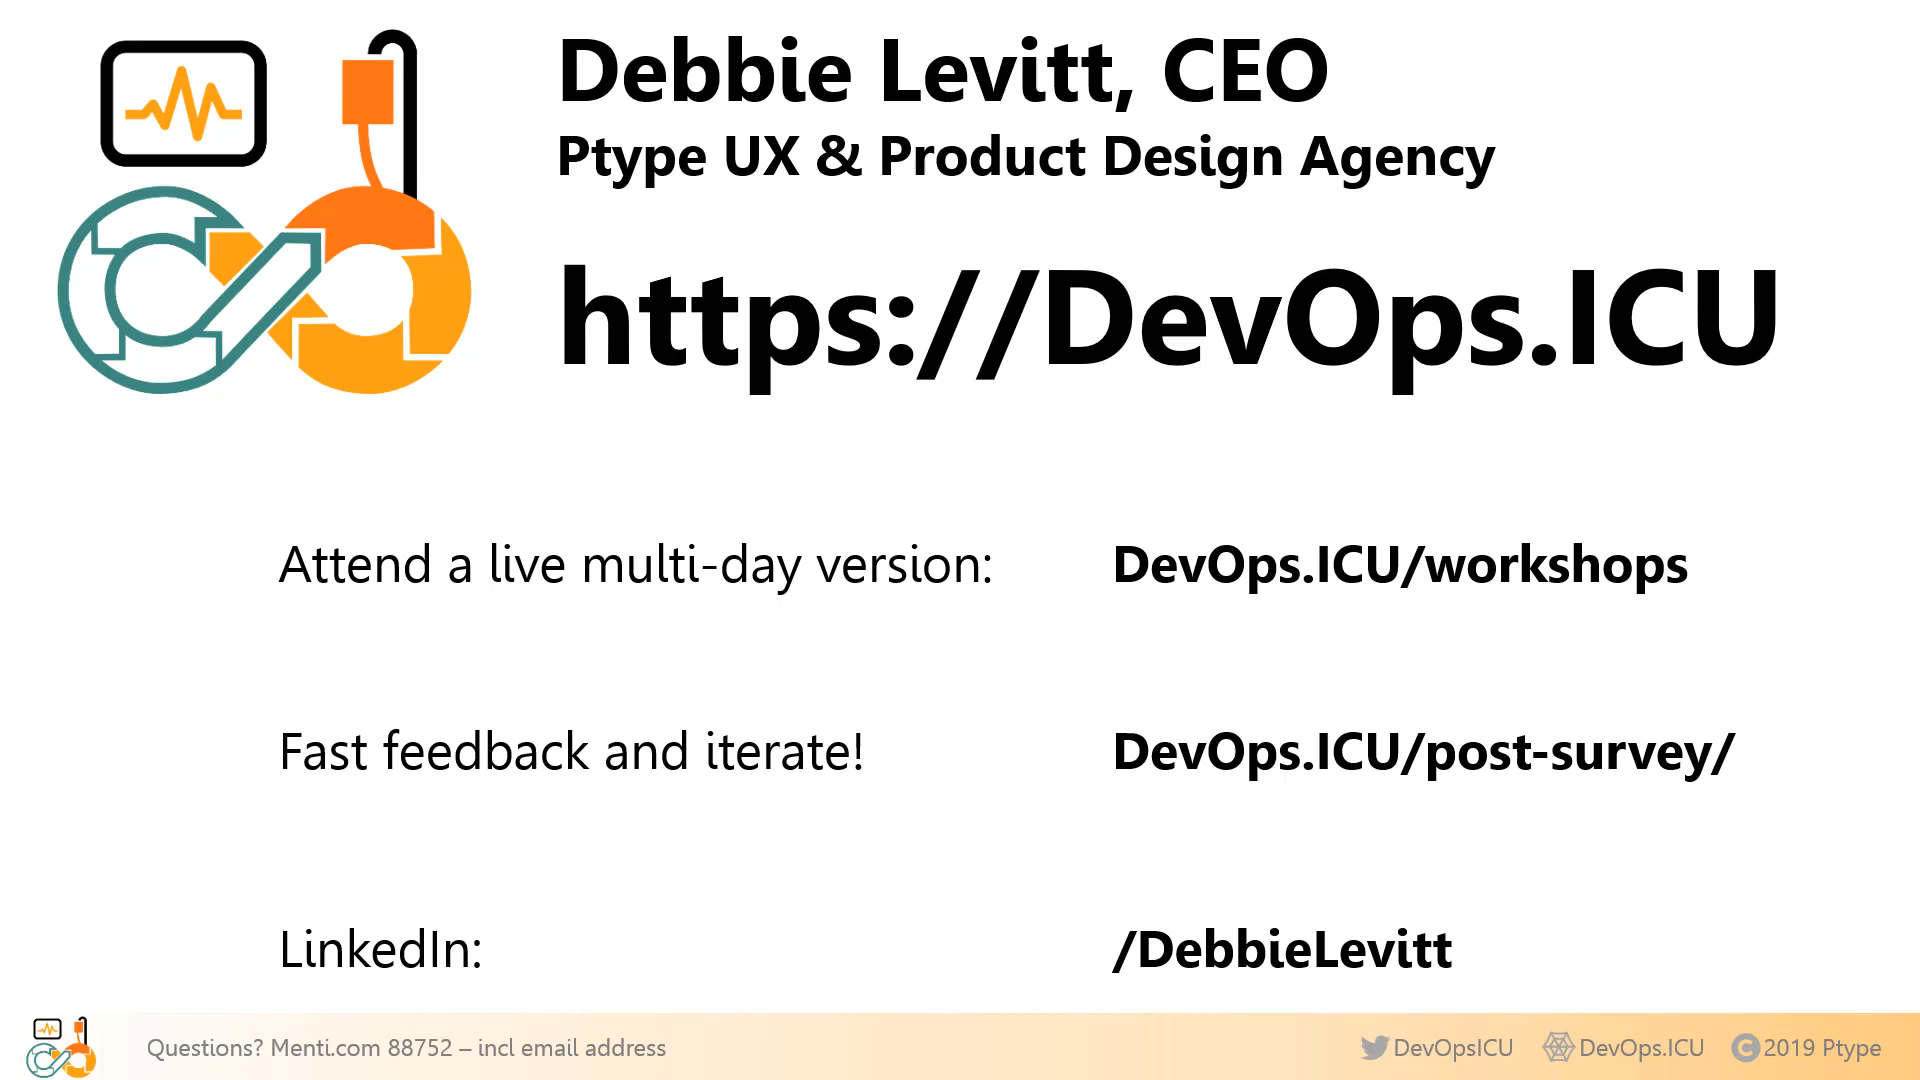 Debbie Levitt, CEO
Ptype UX & Product Design Agency
https://DevOps.ICU
Attend a live multi-day version: DevOps.ICU/workshops
Fast feedback and iterate! DevOps.ICU/post-survey/
LinkedIn: /DebbieLevitt
Questions? Menti.com 88752 – incl email address DevOpsICU DevOps.ICU © 2019 Ptype